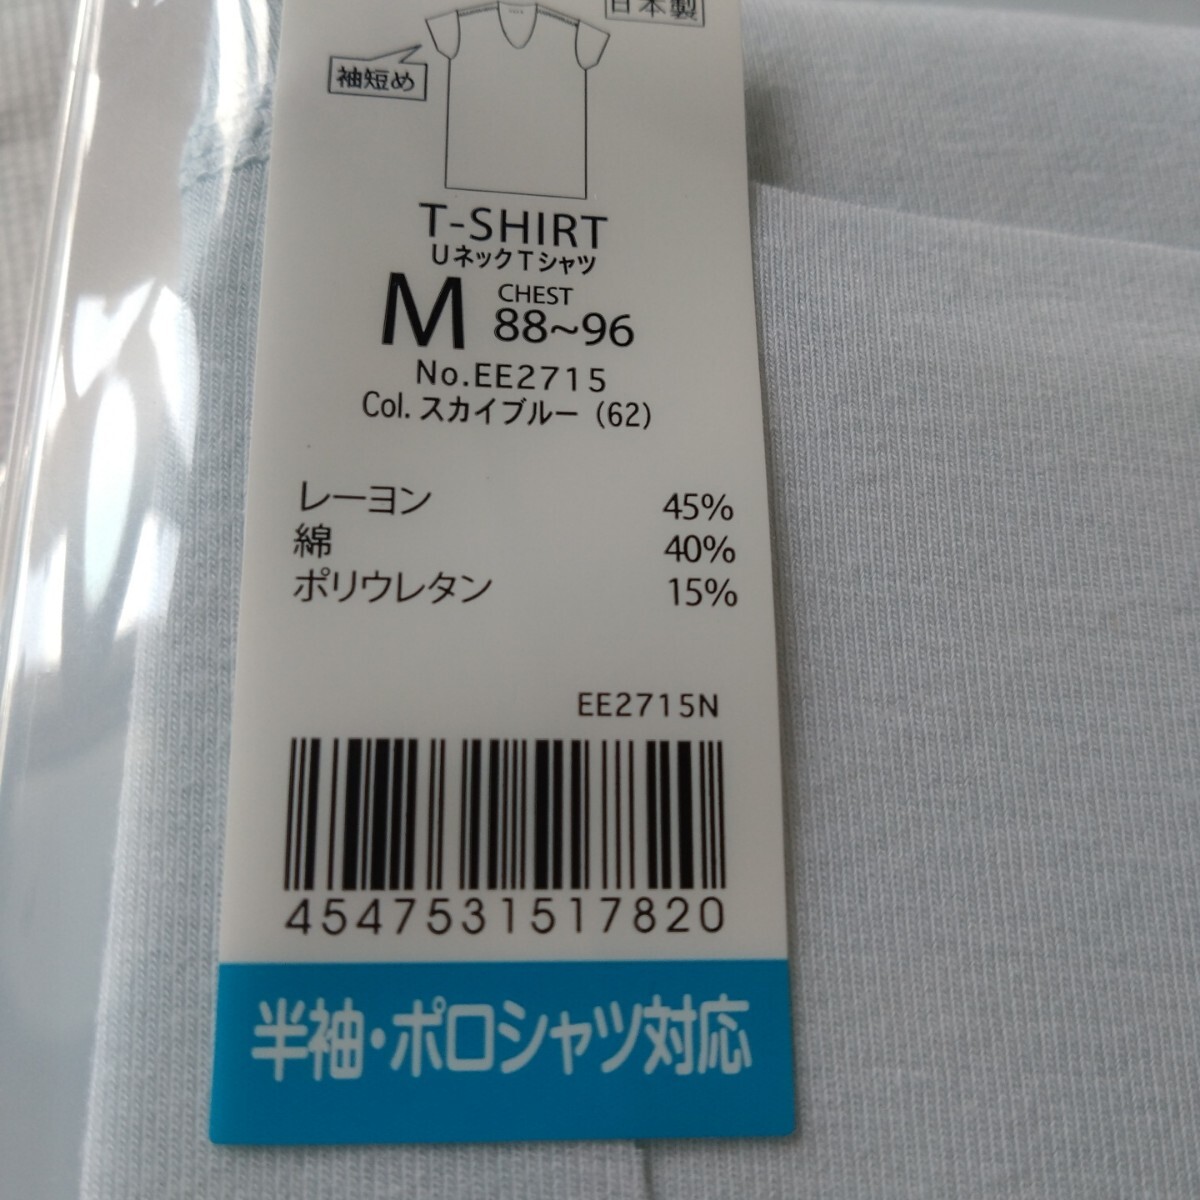 日本製
袖短め
T-SHIRT
UネックTシャツ
M CHEST 88~96
No.EE2715
Col. スカイブルー (62)
レーヨン 45%
綿 40%
ポリウレタン 15%
EE2715N
4547531517820
半袖・ポロシャツ対応